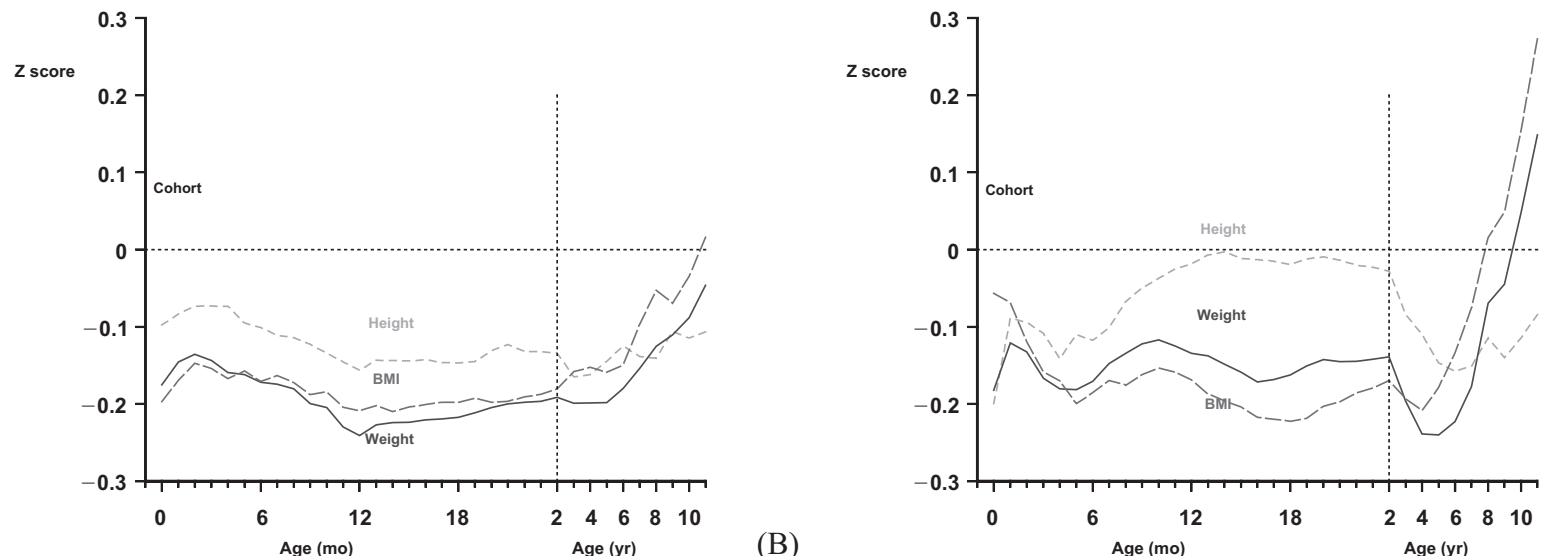 0.3
Z score
0.2
0.1
Cohort
0
Height
−0.1
BMI
−0.2
Weight
−0.3
0 6 12 18 2 4 6 8 10
Age (mo) Age (yr)
(B)
0.3
Z score
0.2
0.1
Cohort
Height
0
Weight
−0.1
BMI
−0.2
−0.3
0 6 12 18 2 4 6 8 10
Age (mo) Age (yr)